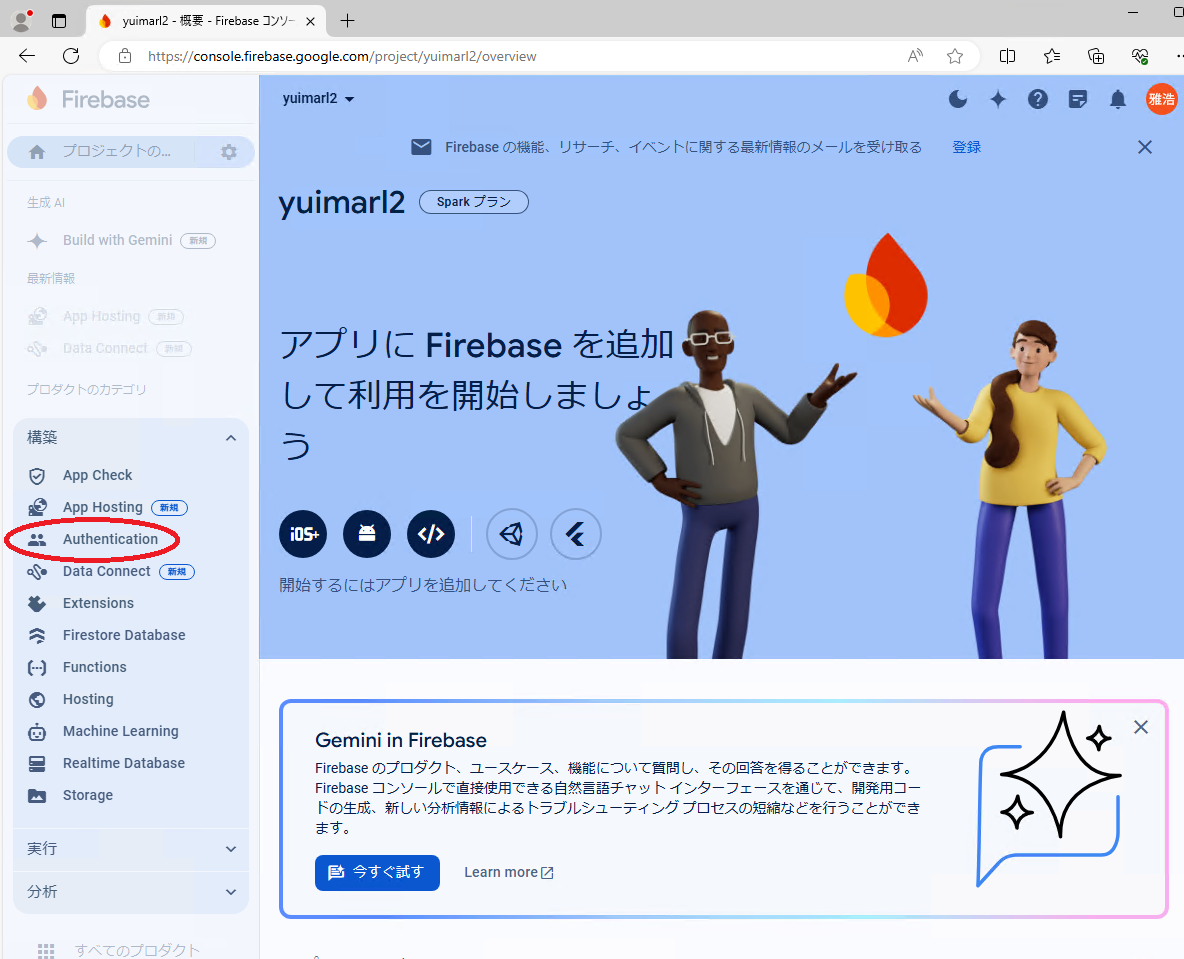 yuimarl2 - 概要 - Firebase コンソー
https://console.firebase.google.com/project/yuimarl2/overview
Firebase
yuimarl2
雅浩
プロジェクトの...
Firebase の機能、リサーチ、イベントに関する最新情報のメールを受け取る 登録
生成 AI
yuimarl2 Spark プラン
Build with Gemini 新規
最新情報
App Hosting 新規
Data Connect 新規
プロダクトのカテゴリ
アプリに Firebase を追加
して利用を開始しましょ
う
構築
App Check
App Hosting 新規
Authentication
Data Connect 新規
Extensions
Firestore Database
Functions
Hosting
Machine Learning
Realtime Database
Storage
実行
分析
すべてのプロダクト
iOS+
開始するにはアプリを追加してください
Gemini in Firebase
Firebase のプロダクト、ユースケース、機能について質問し、その回答を得ることができます。
Firebase コンソールで直接使用できる自然言語チャット インターフェースを通じて、開発用コー
ドの生成、新しい分析情報によるトラブルシューティング プロセスの短縮などを行うことができ
ます。
今すぐ試す Learn more